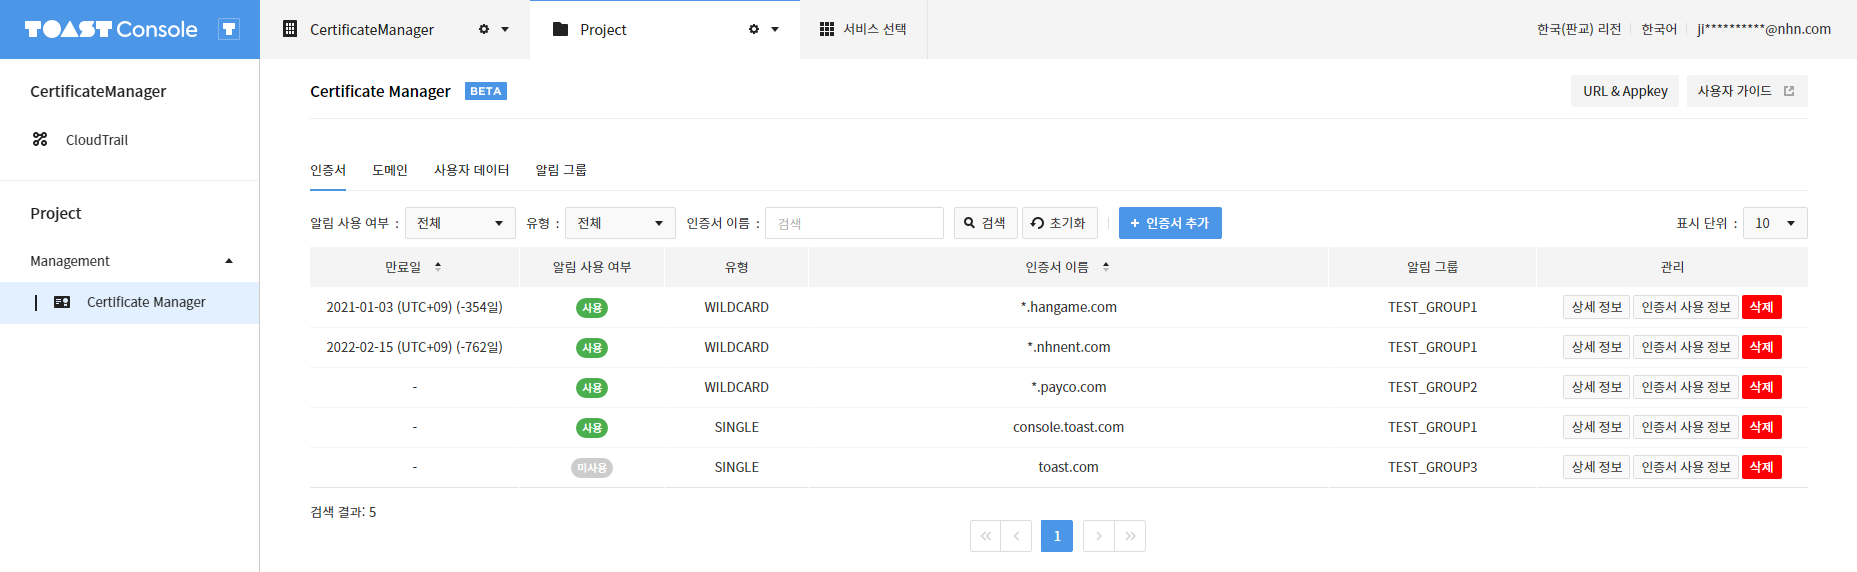 TOAST Console T
CertificateManager
Project
서비스 선택
한국(판교) 리전
한국어
ji**********@nhn.com
CertificateManager
CloudTrail
Project
Management
Certificate Manager
Certificate Manager BETA
URL & Appkey
사용자 가이드
인증서 도메인 사용자 데이터 알림 그룹
알림 사용 여부 : 전체 유형 : 전체 인증서 이름 : 검색 검색 초기화 + 인증서 추가 표시 단위 : 10
만료일 알림 사용 여부 유형 인증서 이름 알림 그룹 관리
2021-01-03 (UTC+09) (-354일) 사용 WILDCARD *.hangame.com TEST_GROUP1 상세 정보 인증서 사용 정보 삭제
2022-02-15 (UTC+09) (-762일) 사용 WILDCARD *.nhnent.com TEST_GROUP1 상세 정보 인증서 사용 정보 삭제
- 사용 WILDCARD *.payco.com TEST_GROUP2 상세 정보 인증서 사용 정보 삭제
- 사용 SINGLE console.toast.com TEST_GROUP1 상세 정보 인증서 사용 정보 삭제
- 미사용 SINGLE toast.com TEST_GROUP3 상세 정보 인증서 사용 정보 삭제
검색 결과: 5
1